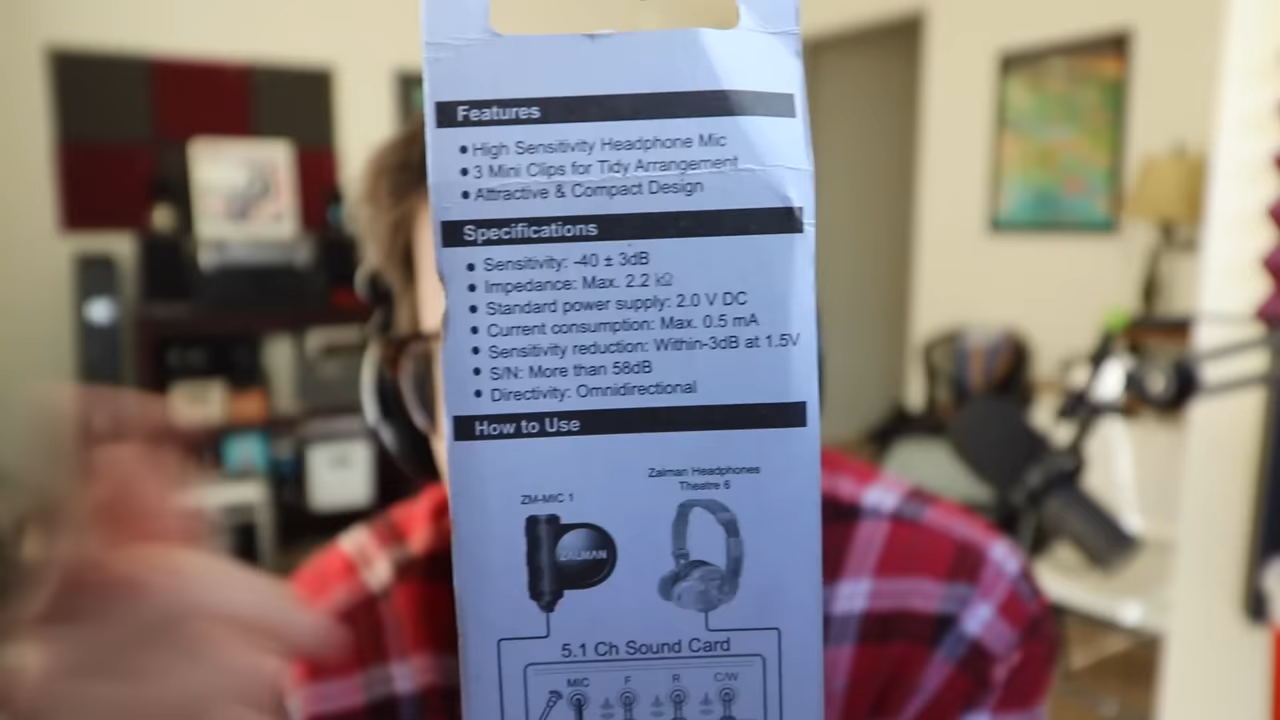 Features
• High Sensitivity Headphone Mic
• 3 Mini Clips for Tidy Arrangement
• Attractive & Compact Design
Specifications
• Sensitivity: -40 ± 3dB
• Impedance: Max. 2.2 kΩ
• Standard power supply: 2.0 V DC
• Current consumption: Max. 0.5 mA
• Sensitivity reduction: Within-3dB at 1.5V
• S/N: More than 58dB
• Directivity: Omnidirectional
How to Use
Zalman Headphones
Theatre 6
ZM-MIC 1
ZALMAN
5.1 Ch Sound Card
MIC F R C/W